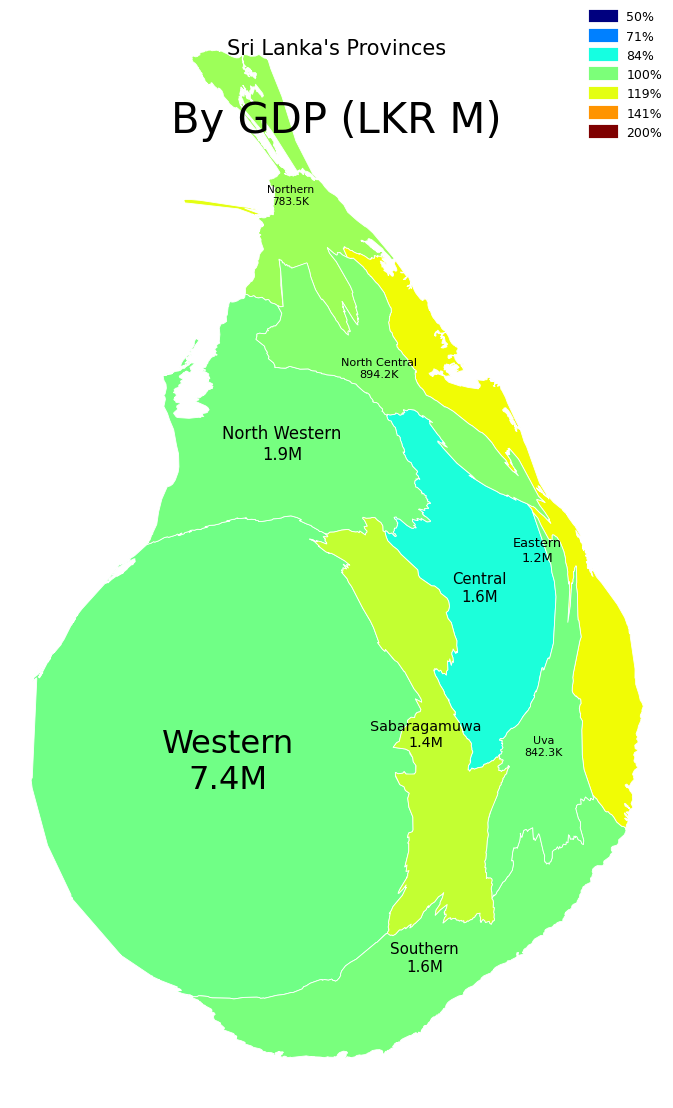 Sri Lanka's Provinces
By GDP (LKR M)
50%
71%
84%
100%
119%
141%
200%
Northern
783.5K
North Central
894.2K
North Western
1.9M
Eastern
1.2M
Central
1.6M
Sabaragamuwa
1.4M
Western
7.4M
Uva
842.3K
Southern
1.6M